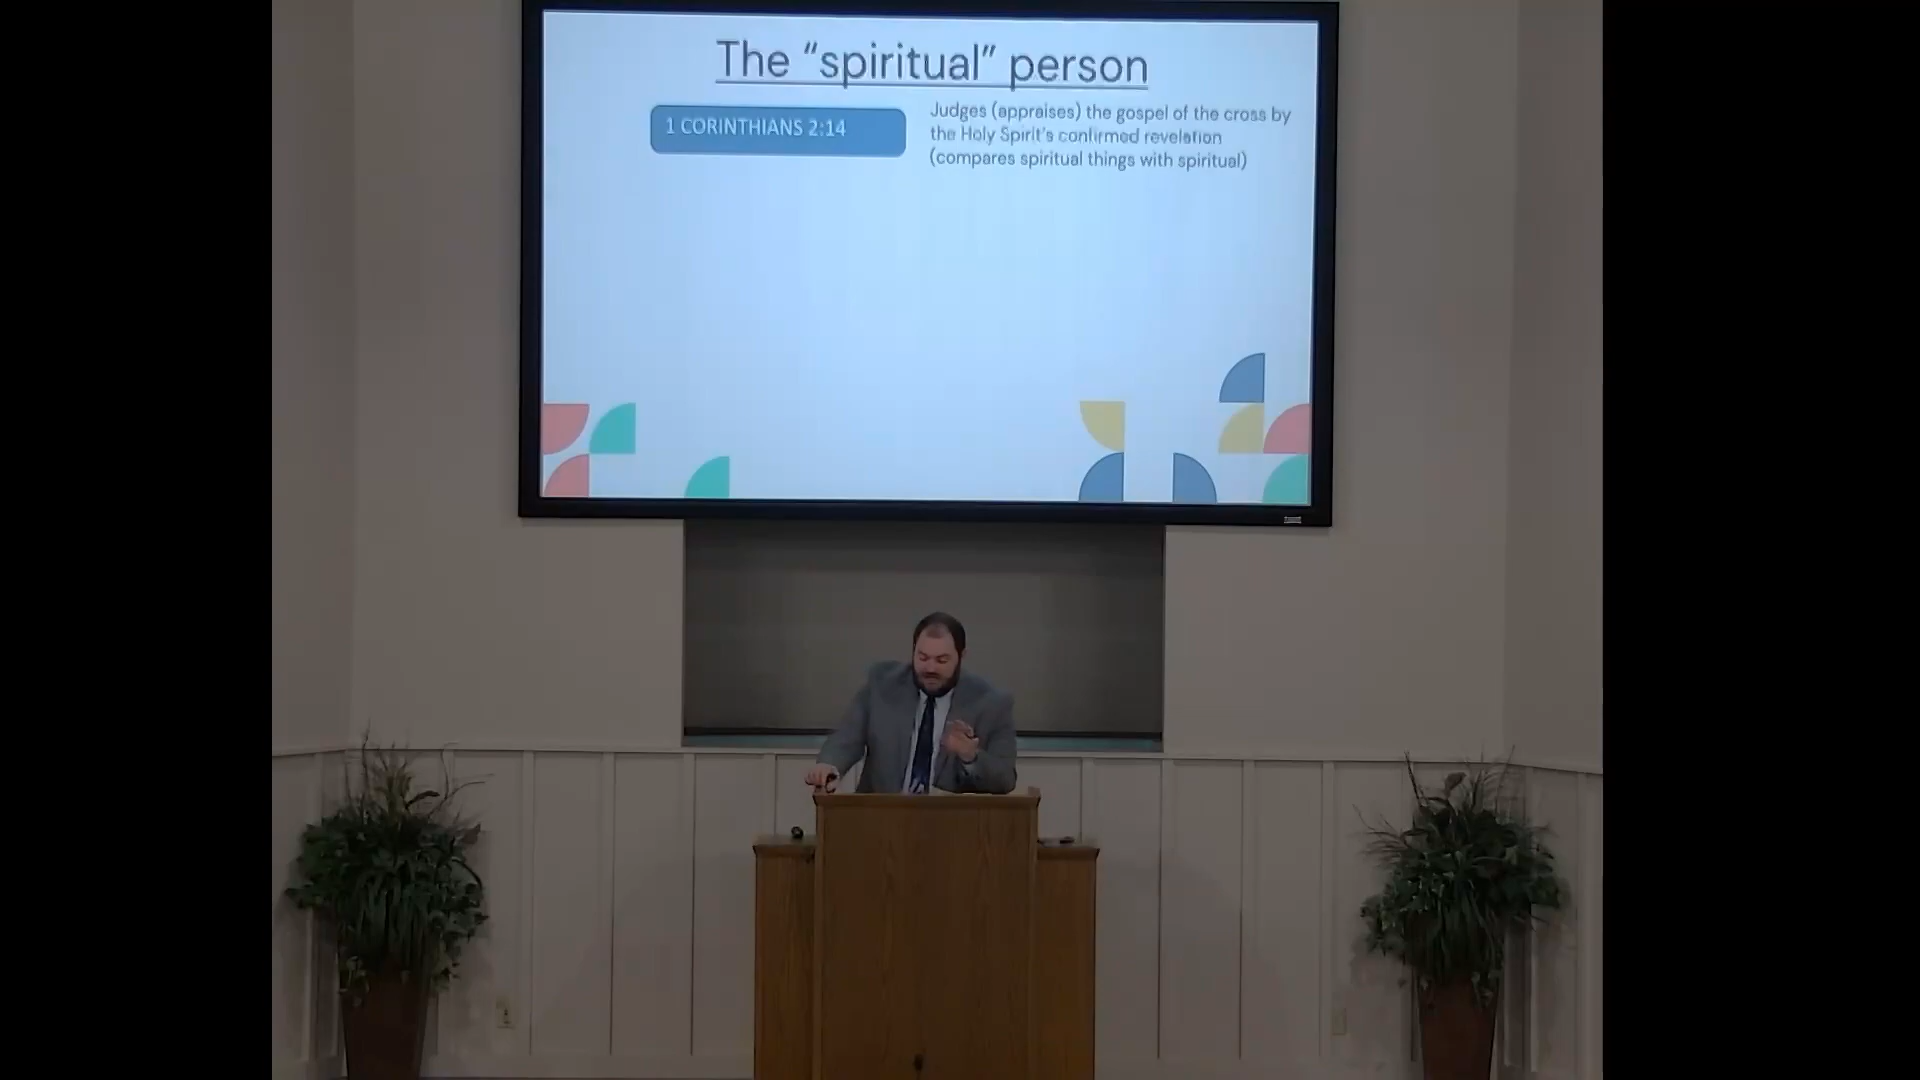 The “spiritual” person
1 CORINTHIANS 2:14
Judges (appraises) the gospel of the cross by
the Holy Spirit's confirmed revelation
(compares spiritual things with spiritual)